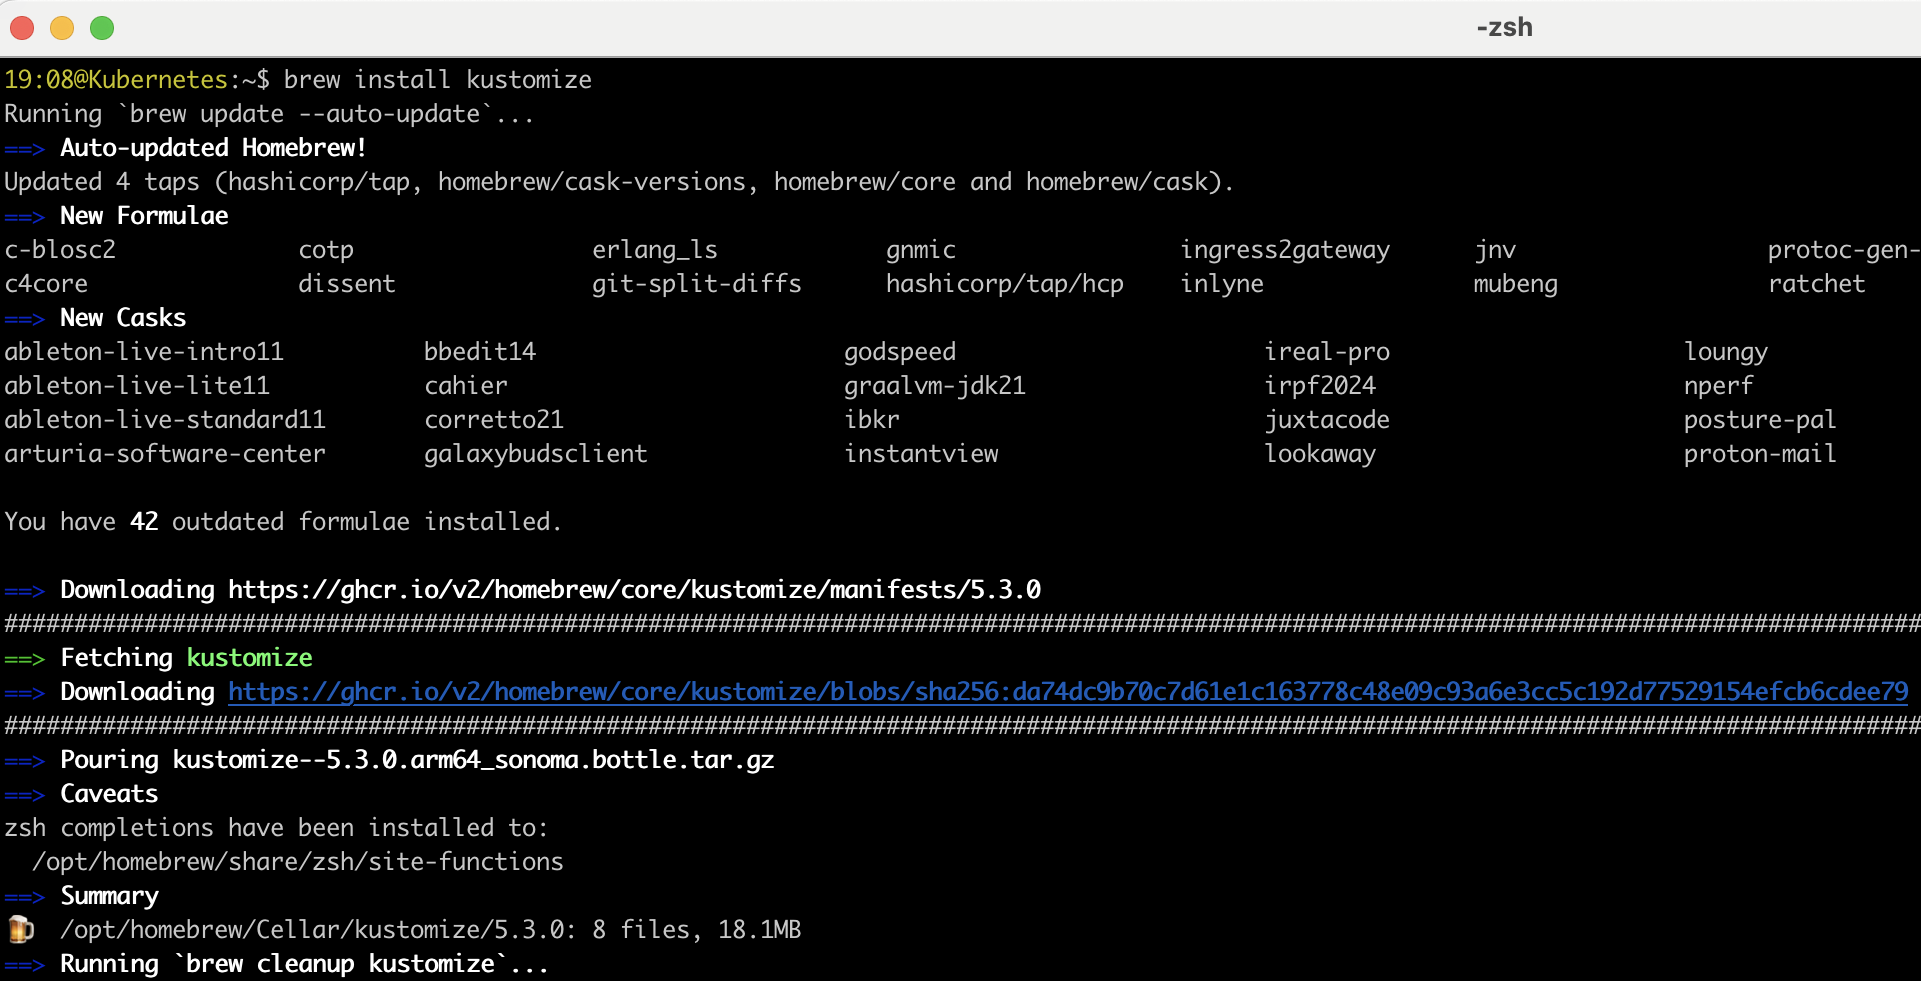 -zsh
19:08@Kubernetes:~$ brew install kustomize
Running `brew update --auto-update`...
==> Auto-updated Homebrew!
Updated 4 taps (hashicorp/tap, homebrew/cask-versions, homebrew/core and homebrew/cask).
==> New Formulae
c-blosc2 cotp erlang_ls gnmic ingress2gateway jnv protoc-gen-
c4core dissent git-split-diffs hashicorp/tap/hcp inlyne mubeng ratchet
==> New Casks
ableton-live-intro11 bbedit14 godspeed ireal-pro loungy
ableton-live-lite11 cahier graalvm-jdk21 irpf2024 nperf
ableton-live-standard11 corretto21 ibkr juxtacode posture-pal
arturia-software-center galaxybudsclient instantview lookaway proton-mail
You have 42 outdated formulae installed.
==> Downloading https://ghcr.io/v2/homebrew/core/kustomize/manifests/5.3.0
#########################################################################################################################################
==> Fetching kustomize
==> Downloading https://ghcr.io/v2/homebrew/core/kustomize/blobs/sha256:da74dc9b70c7d61e1c163778c48e09c93a6e3cc5c192d77529154efcb6cdee79
#########################################################################################################################################
==> Pouring kustomize--5.3.0.arm64_sonoma.bottle.tar.gz
==> Caveats
zsh completions have been installed to:
/opt/homebrew/share/zsh/site-functions
==> Summary
🍺 /opt/homebrew/Cellar/kustomize/5.3.0: 8 files, 18.1MB
==> Running `brew cleanup kustomize`...